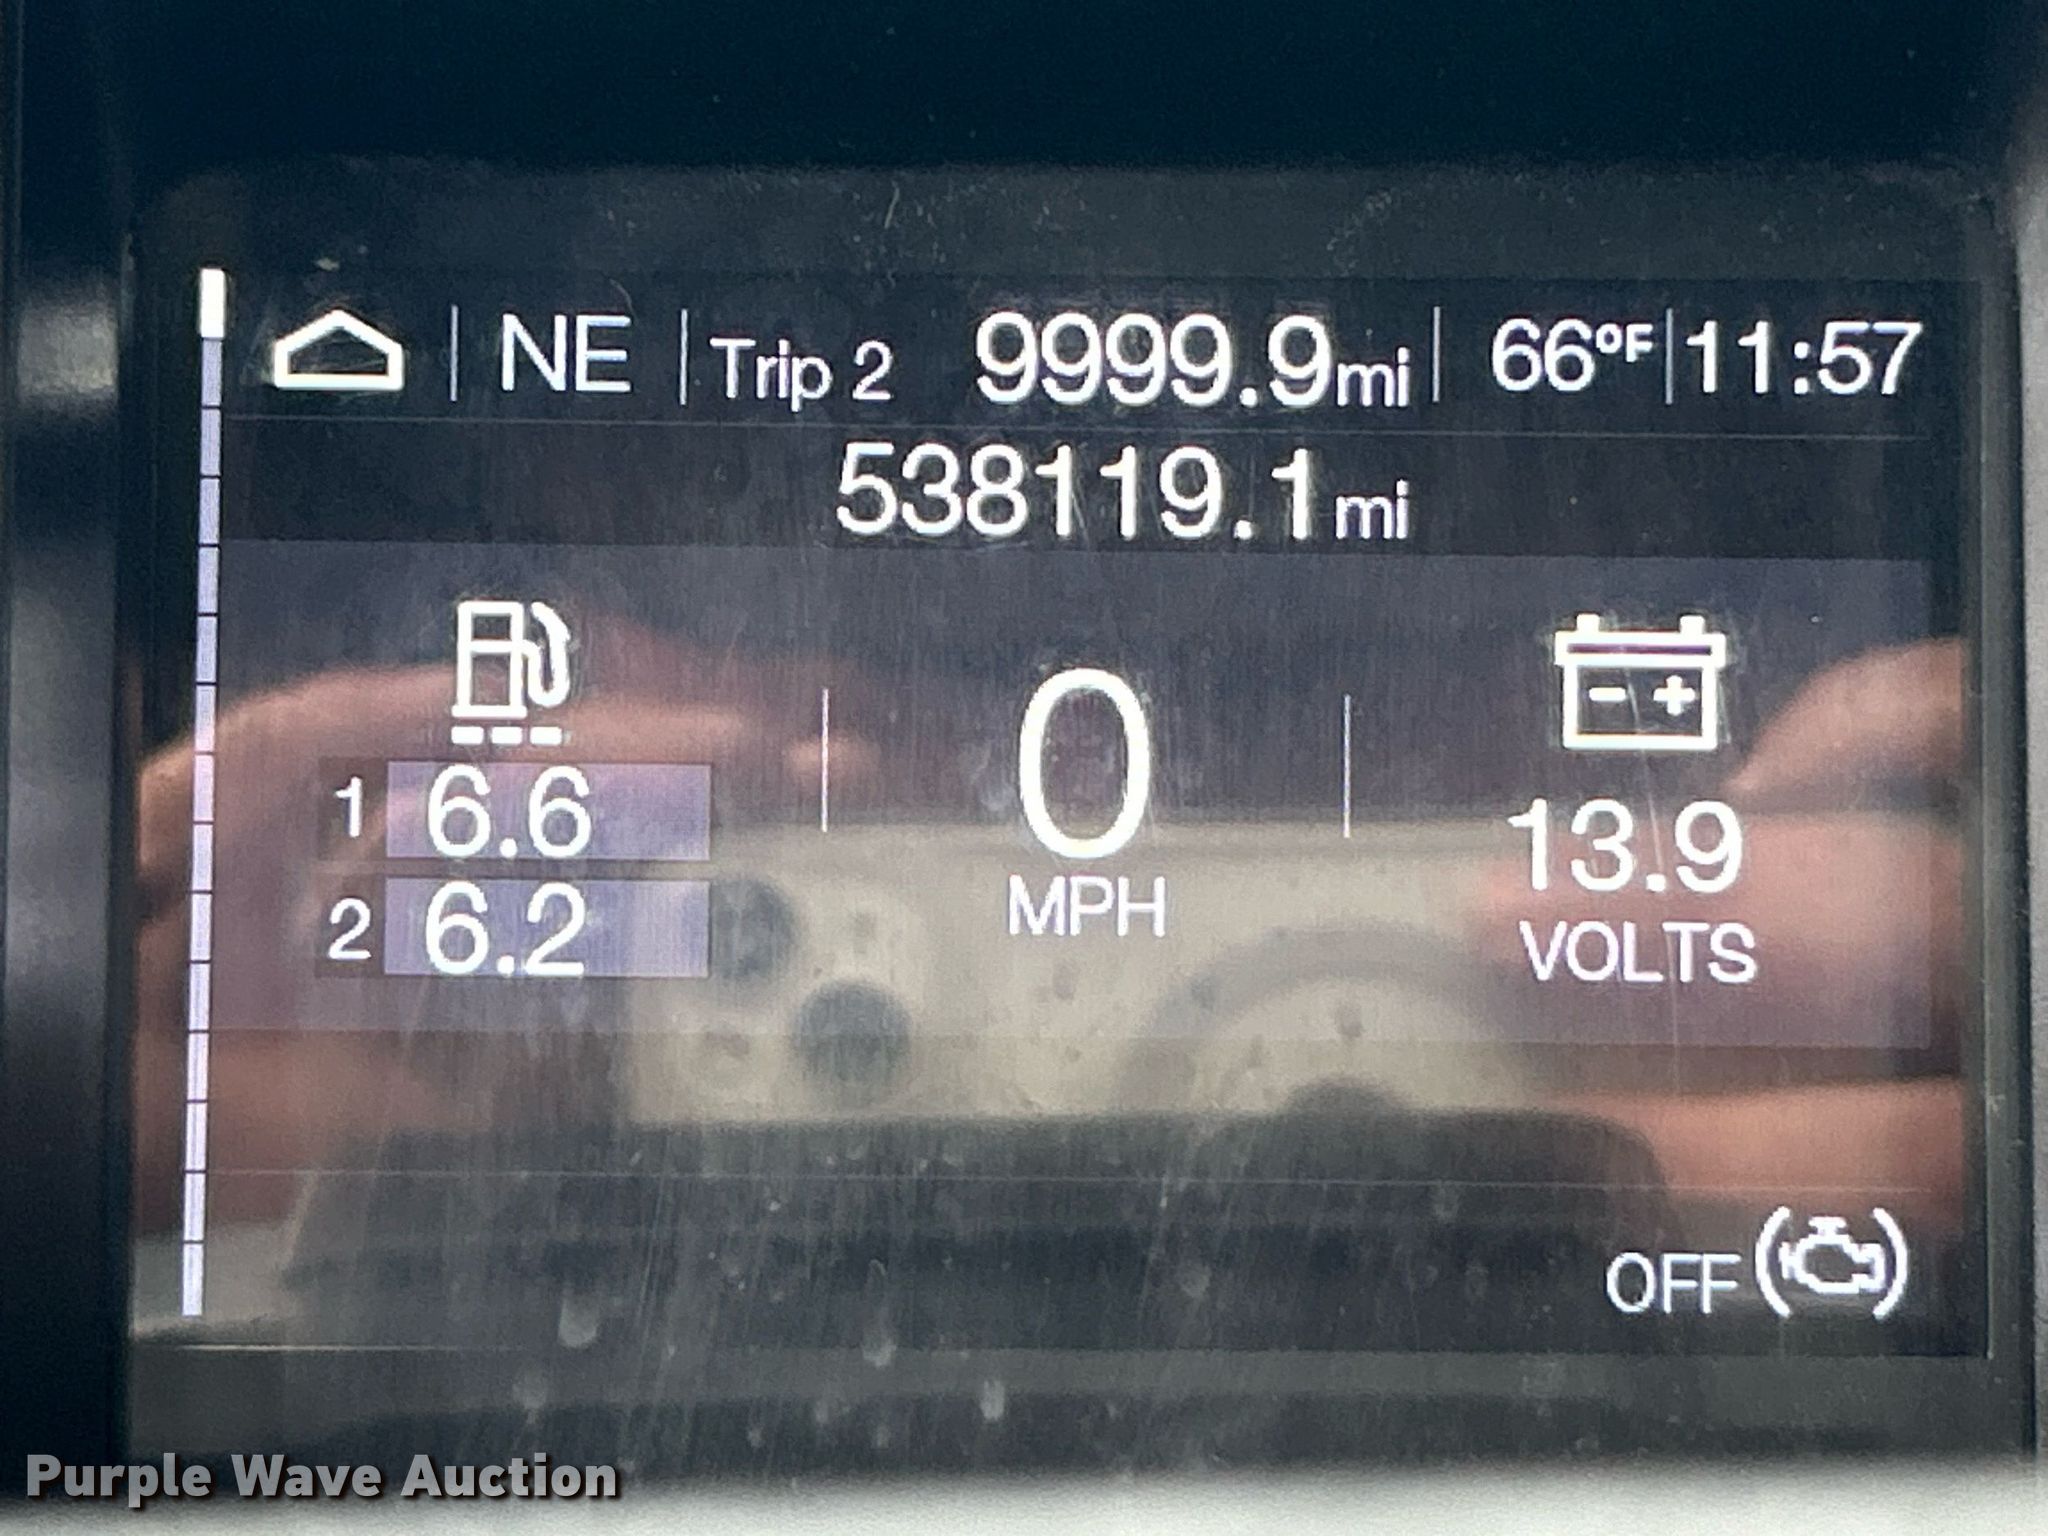 NE Trip 2 9999.9mi 66°F 11:57
538119.1mi
1 6.6
2 6.2
0
MPH
- +
13.9
VOLTS
OFF
Purple Wave Auction